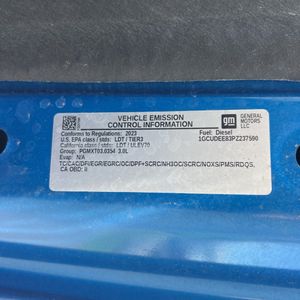 VEHICLE EMISSION
CONTROL INFORMATION
gm
GENERAL
MOTORS
LLC
Conforms to Regulations: 2023
U.S. EPA class / stds: LDT / TIER3
California class / stds: LDT / ULEV70
Group: PGMXT03.0354 3.0L
Evap: N/A
Fuel: Diesel
1GCUDEE83PZ237590
TC/CAC/DFI/EGR/EGRC/OC/DPF+SCRC/NH3OC/SCRC/NOXS/PMS/RDQS,
CA OBD: II